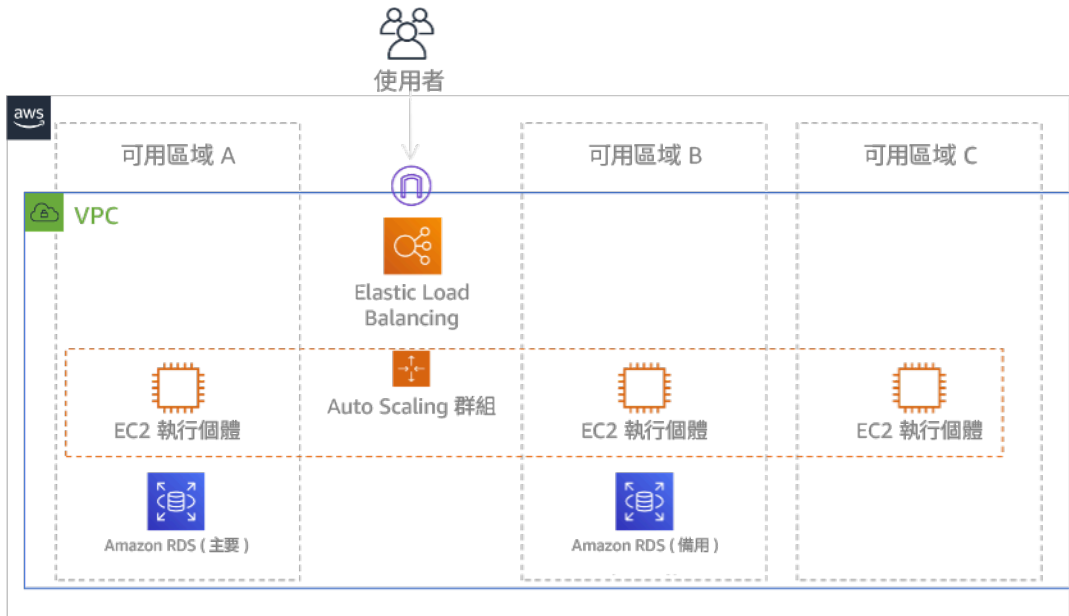 使用者
aws
可用區域 A
可用區域 B
可用區域 C
VPC
Elastic Load
Balancing
Auto Scaling 群組
EC2 執行個體
EC2 執行個體
EC2 執行個體
Amazon RDS ( 主要 )
Amazon RDS ( 備用 )